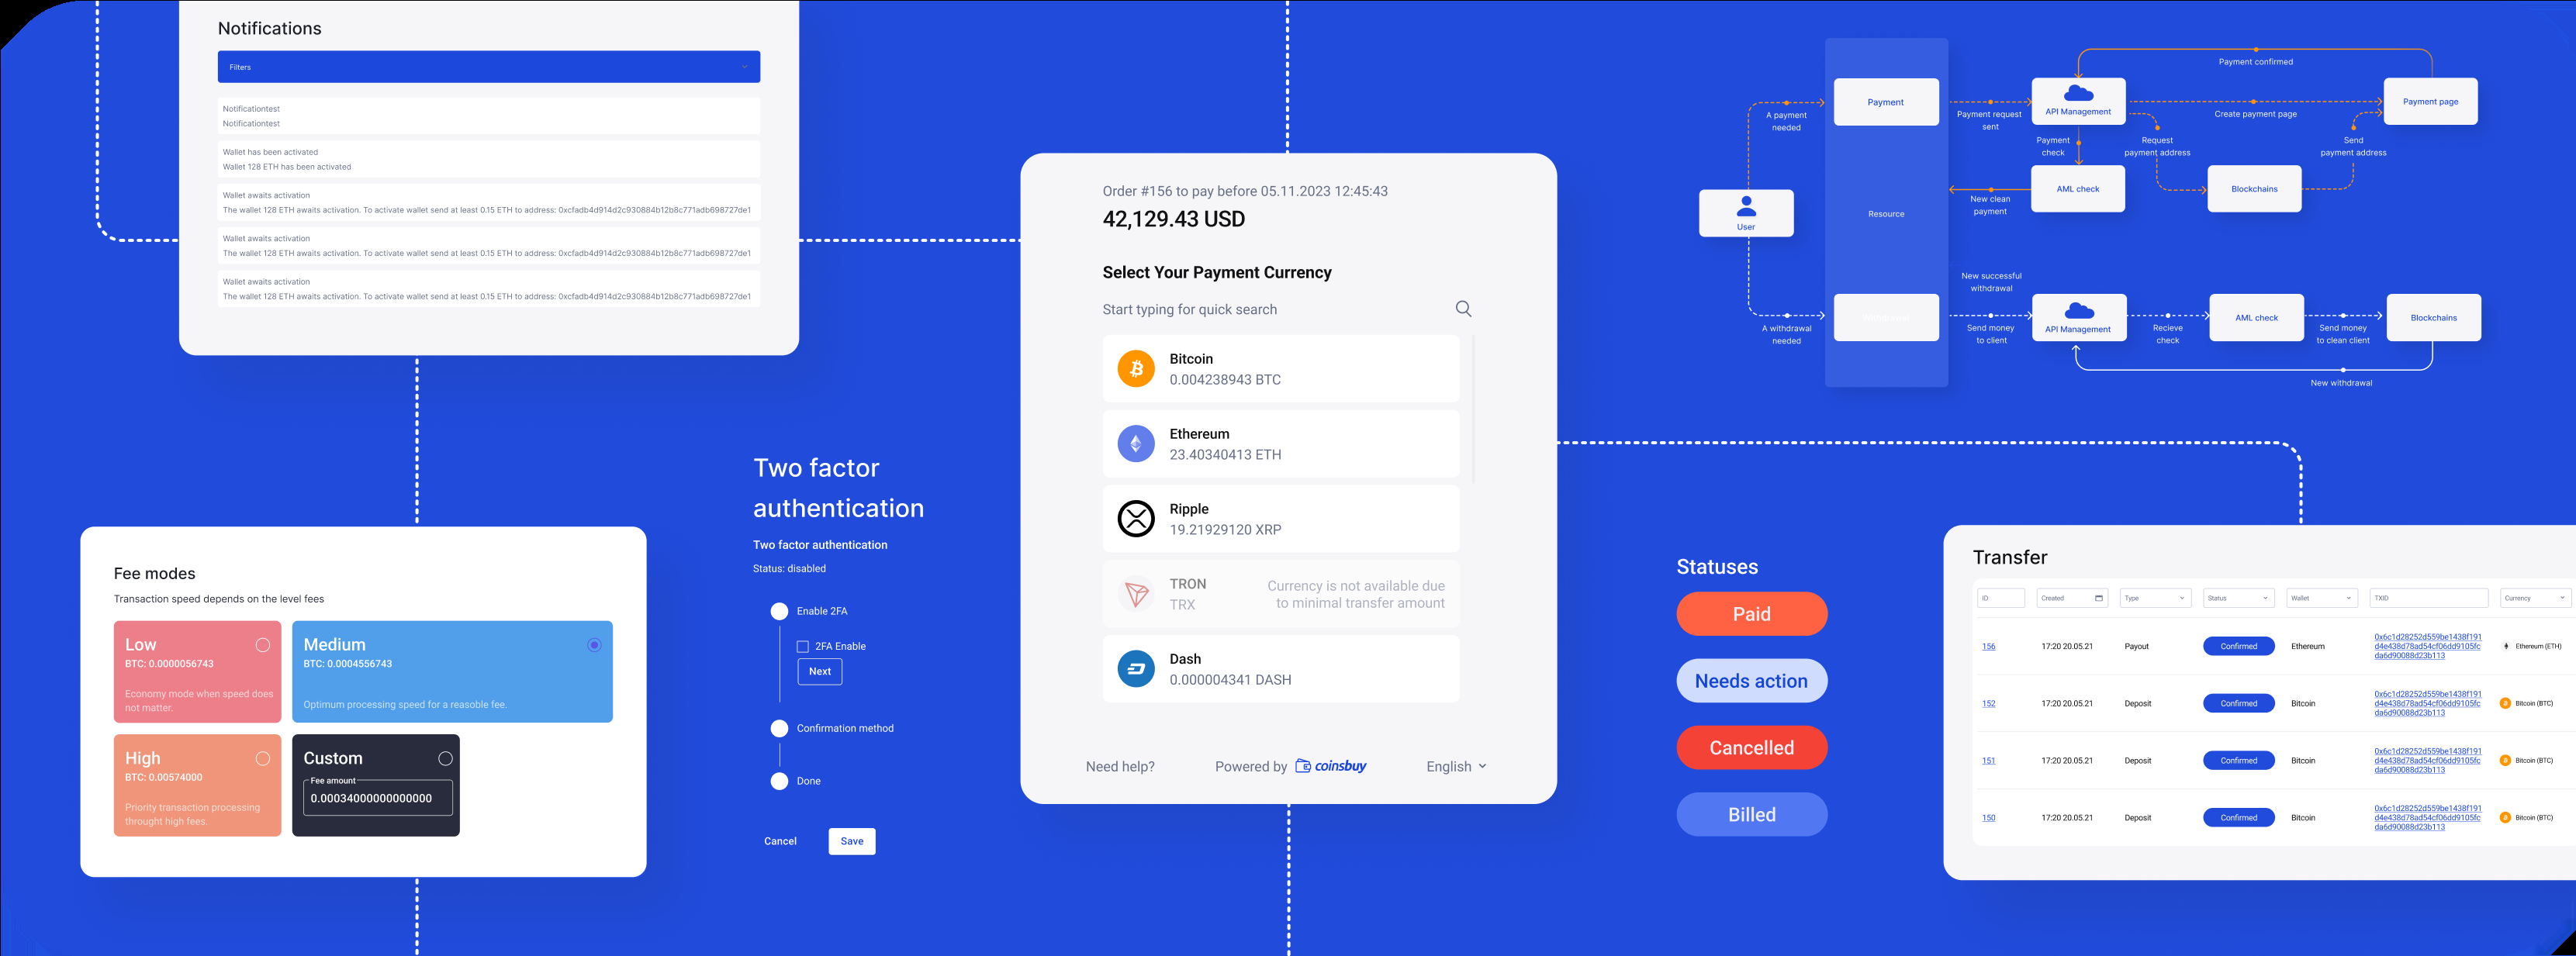 Notifications
Filters
Notificationtest
Notificationtest
Wallet has been activated
Wallet 128 ETH has been activated
Wallet awaits activation
The wallet 128 ETH awaits activation. To activate wallet send at least 0.15 ETH to address: 0xcfadb4d914d2c930884b12b8c771adb698727de1
Wallet awaits activation
The wallet 128 ETH awaits activation. To activate wallet send at least 0.15 ETH to address: 0xcfadb4d914d2c930884b12b8c771adb698727de1
Wallet awaits activation
The wallet 128 ETH awaits activation. To activate wallet send at least 0.15 ETH to address: 0xcfadb4d914d2c930884b12b8c771adb698727de1
Fee modes
Transaction speed depends on the level fees
Low
BTC: 0.0000056743
Economy mode when speed does
not matter.
Medium
BTC: 0.0004556743
Optimum processing speed for a reasoble fee.
High
BTC: 0.00574000
Priority transaction processing
throught high fees.
Custom
Fee amount
0.00034000000000000
Two factor
authentication
Two factor authentication
Status: disabled
Enable 2FA
2FA Enable
Next
Confirmation method
Done
Cancel
Save
Order #156 to pay before 05.11.2023 12:45:43
42,129.43 USD
Select Your Payment Currency
Start typing for quick search
Bitcoin
0.004238943 BTC
Ethereum
23.40340413 ETH
Ripple
19.21929120 XRP
TRON
TRX
Currency is not available due
to minimal transfer amount
Dash
0.000004341 DASH
Need help?
Powered by coinsbuy
English
Payment confirmed
Payment
API Management
Payment page
A payment
needed
Payment request
sent
Create payment page
Payment
check
Request
payment address
Send
payment address
AML check
Blockchains
New clean
payment
User
Resource
New successful
withdrawal
A withdrawal
needed
Send money
to client
API Management
Recieve
check
AML check
Send money
to clean client
Blockchains
New withdrawal
Statuses
Paid
Needs action
Cancelled
Billed
Transfer
ID
Created
Type
Status
Wallet
TXID
Currency
156
17:20 20.05.21
Payout
Confirmed
Ethereum
0x6c1d28252d559be1438f191
d4e438d78ad54cf06dd9105fc
da6d90088d23b113
Ethereum (ETH)
152
17:20 20.05.21
Deposit
Confirmed
Bitcoin
0x6c1d28252d559be1438f191
d4e438d78ad54cf06dd9105fc
da6d90088d23b113
Bitcoin (BTC)
151
17:20 20.05.21
Deposit
Confirmed
Bitcoin
0x6c1d28252d559be1438f191
d4e438d78ad54cf06dd9105fc
da6d90088d23b113
Bitcoin (BTC)
150
17:20 20.05.21
Deposit
Confirmed
Bitcoin
0x6c1d28252d559be1438f191
d4e438d78ad54cf06dd9105fc
da6d90088d23b113
Bitcoin (BTC)